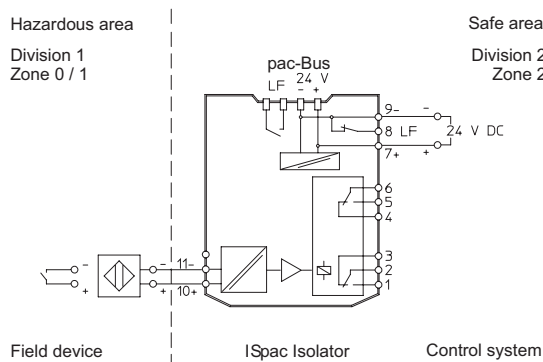 Hazardous area
Safe area
Division 1
Zone 0 / 1
Division 2
Zone 2
pac-Bus
LF 24 V
- +
9-
-
8 LF
24 V DC
7+
+
6
5
4
3
2
1
- - 11-
+ + 10+
Field device
ISpac Isolator
Control system